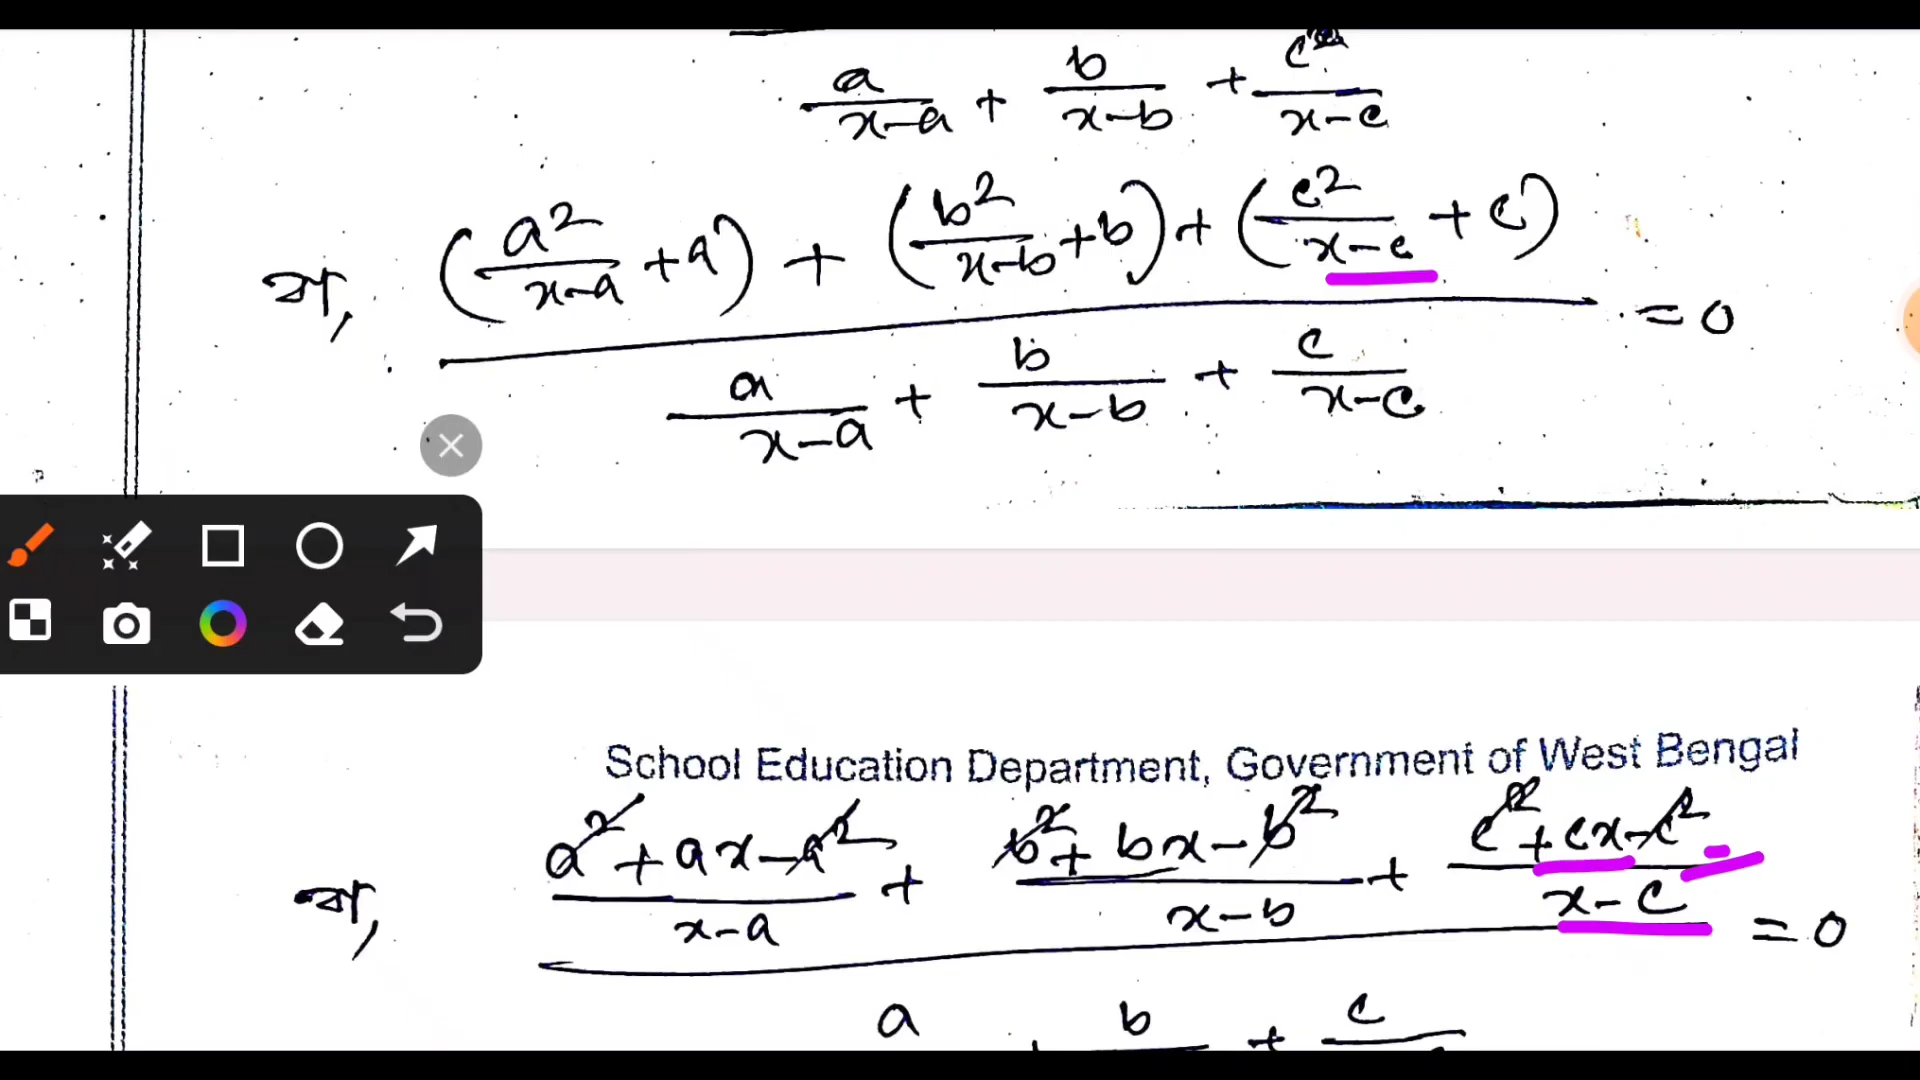 a/(x-a) + b/(x-b) + c/(x-c)
বা, ((a²/(x-a) + a) + (b²/(x-b) + b) + (c²/(x-c) + c)) / (a/(x-a) + b/(x-b) + c/(x-c)) = 0
School Education Department, Government of West Bengal
বা, ((a² + ax - a²)/(x-a) + (b² + bx - b²)/(x-b) + (c² + cx - c²)/(x-c)) = 0
a + b + c